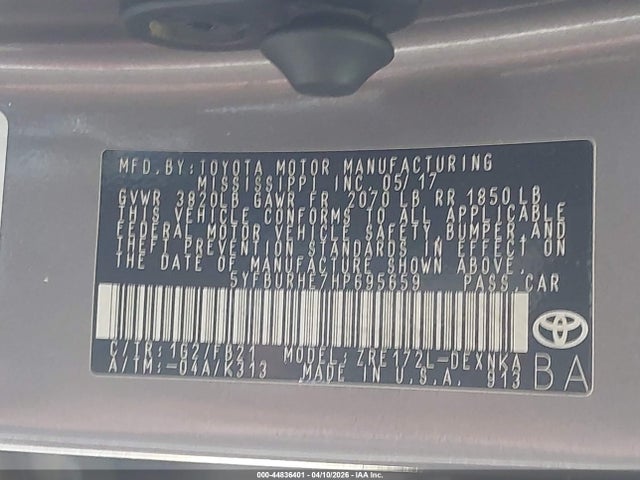 MFD. BY: TOYOTA MOTOR MANUFACTURING
MISSISSIPPI, INC. 05/17
GVWR 3820LB GAWR FR 2070 LB RR 1850 LB
THIS VEHICLE CONFORMS TO ALL APPLICABLE
FEDERAL MOTOR VEHICLE SAFETY, BUMPER AND
THEFT PREVENTION STANDARDS IN EFFECT ON
THE DATE OF MANUFACTURE SHOWN ABOVE.
5YFBURHE7HP695659 PASS.CAR
C/TR:1G27/FB21 MODEL: ZRE172L-DEXNKA
A/TM:-04A/K313 MADE IN U.S.A. 913
BA
000-44836401 - 04/10/2026 - IAAI.COM